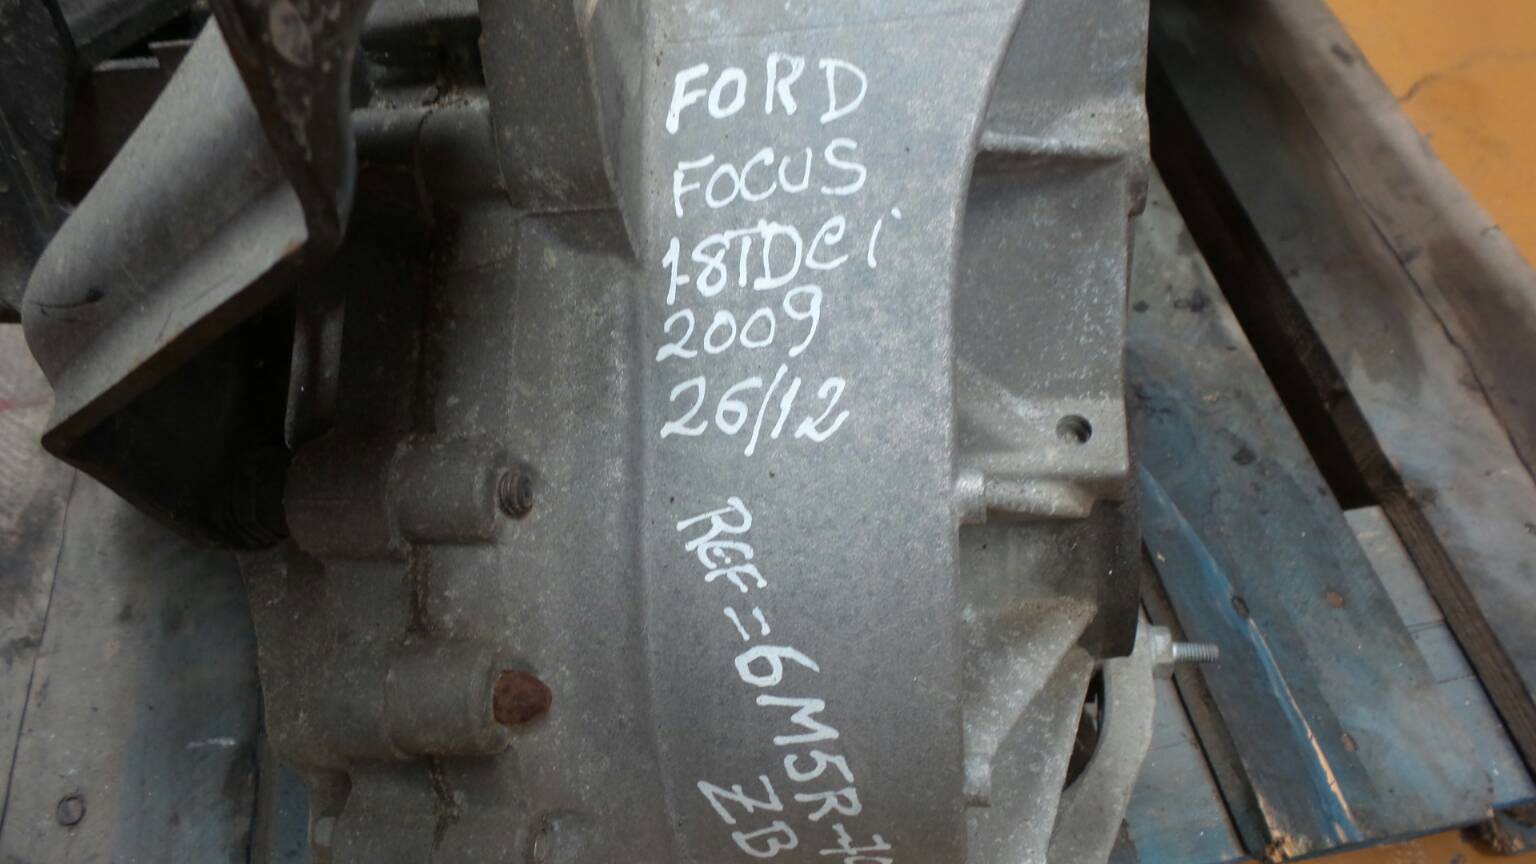 FORD
FOCUS
1.8TDCi
2009
26/12
REF=6M5R-
ZB